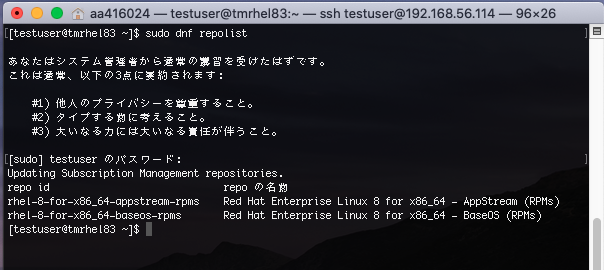 aa416024 — testuser@tmrhel83:~ — ssh testuser@192.168.56.114 — 96×26
[testuser@tmrhel83 ~]$ sudo dnf repolist
あなたはシステム管理者から通常の講習を受けたはずです。
これは通常、以下の3点に要約されます:
#1) 他人のプライバシーを尊重すること。
#2) タイプする前に考えること。
#3) 大いなる力には大いなる責任が伴うこと。
[sudo] testuser のパスワード:
Updating Subscription Management repositories.
repo id repo の名前
rhel-8-for-x86_64-appstream-rpms Red Hat Enterprise Linux 8 for x86_64 - AppStream (RPMs)
rhel-8-for-x86_64-baseos-rpms Red Hat Enterprise Linux 8 for x86_64 - BaseOS (RPMs)
[testuser@tmrhel83 ~]$